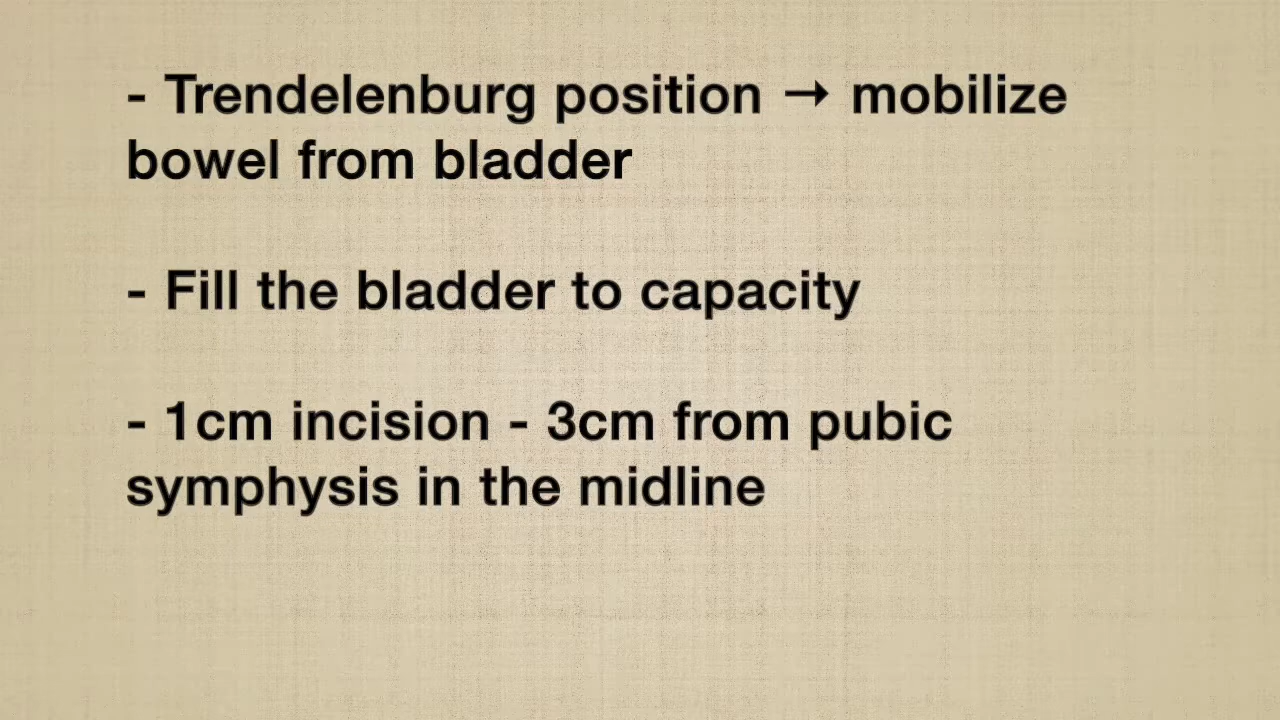 - Trendelenburg position → mobilize
bowel from bladder
- Fill the bladder to capacity
- 1cm incision - 3cm from pubic
symphysis in the midline